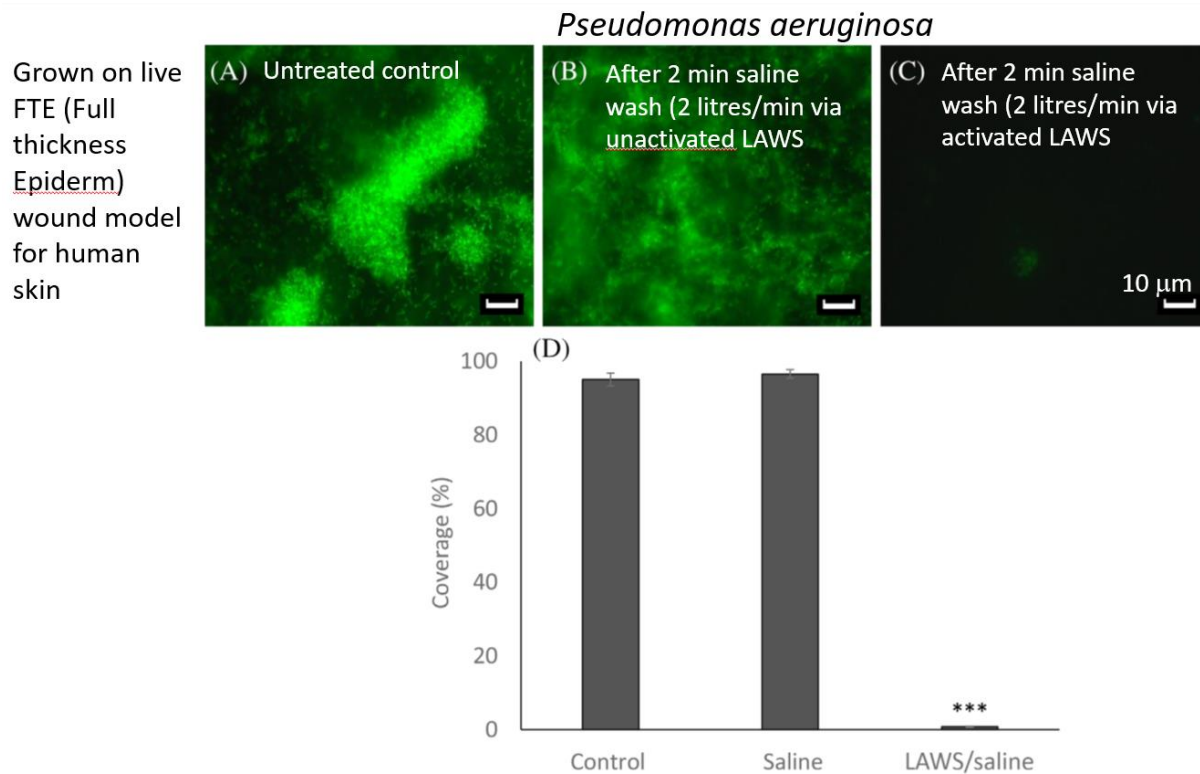 Pseudomonas aeruginosa
Grown on live
FTE (Full
thickness
Epiderm)
wound model
for human
skin
(A) Untreated control
(B) After 2 min saline
wash (2 litres/min via
unactivated LAWS
(C) After 2 min saline
wash (2 litres/min via
activated LAWS
10 μm
(D)
Coverage (%)
100
80
60
40
20
0
***
Control Saline LAWS/saline